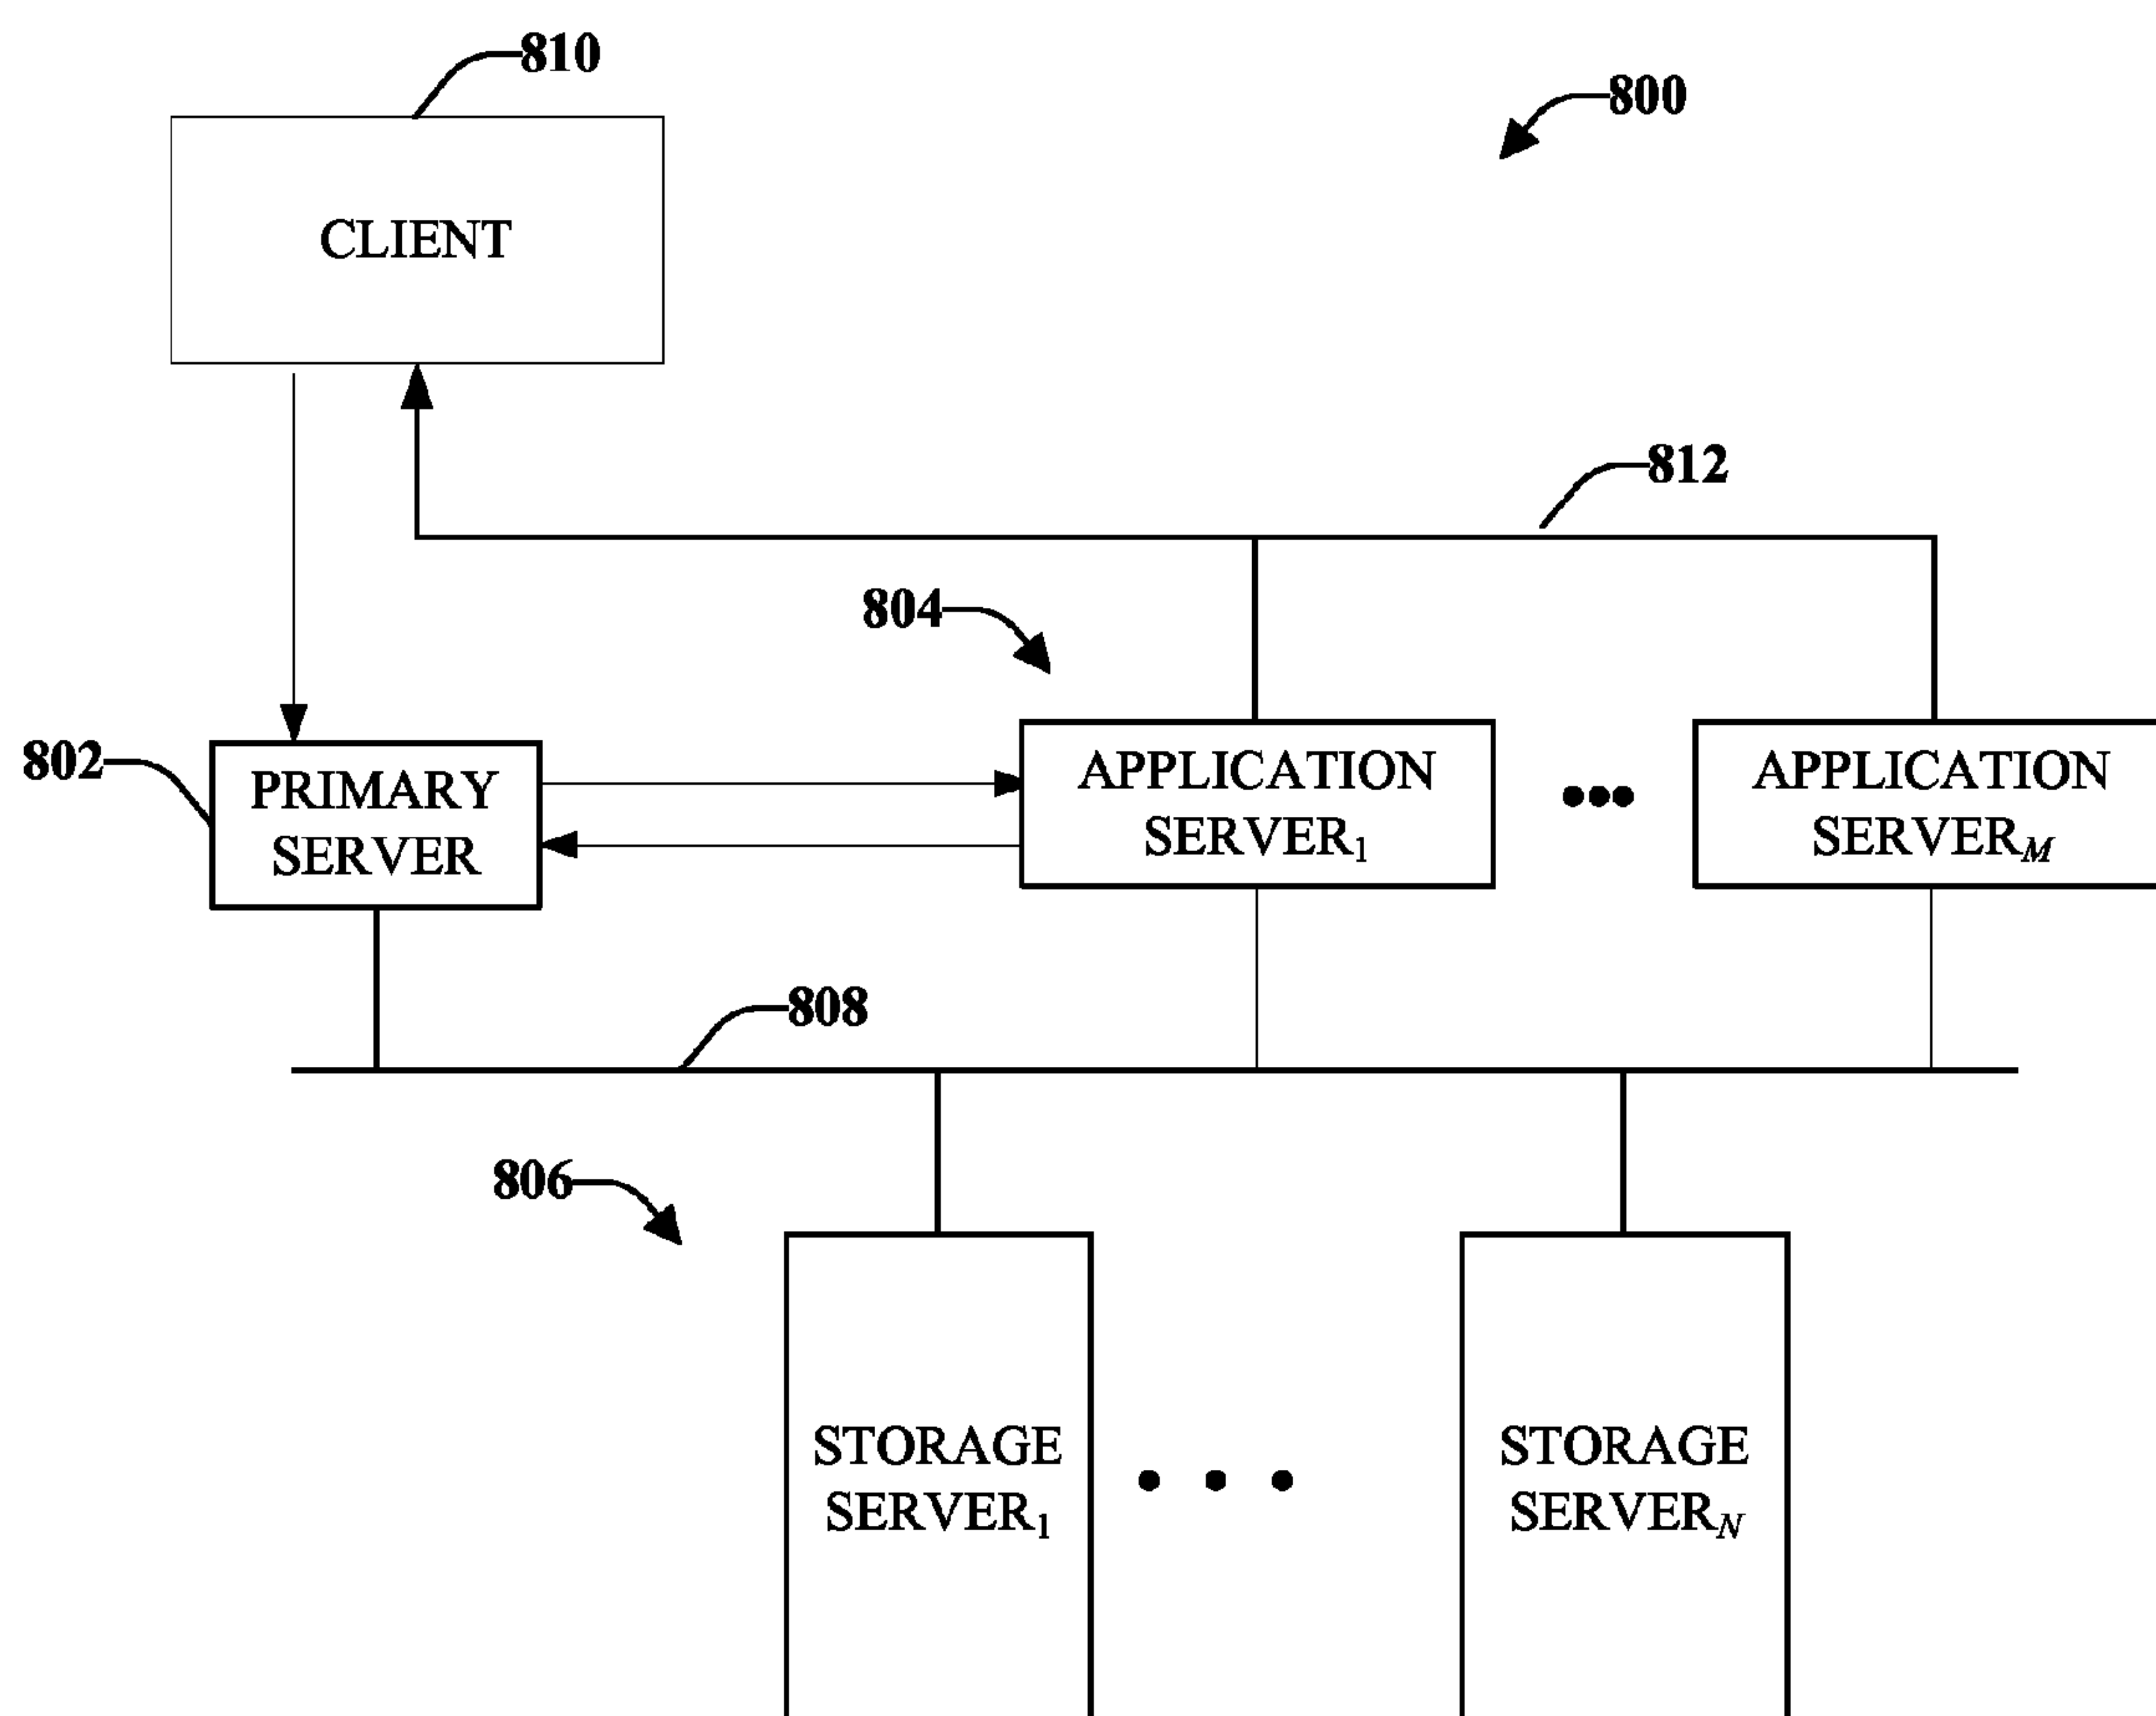 810
800
CLIENT
812
804
802
PRIMARY
SERVER
APPLICATION
SERVER1
APPLICATION
SERVERM
808
806
STORAGE
SERVER1
STORAGE
SERVERN